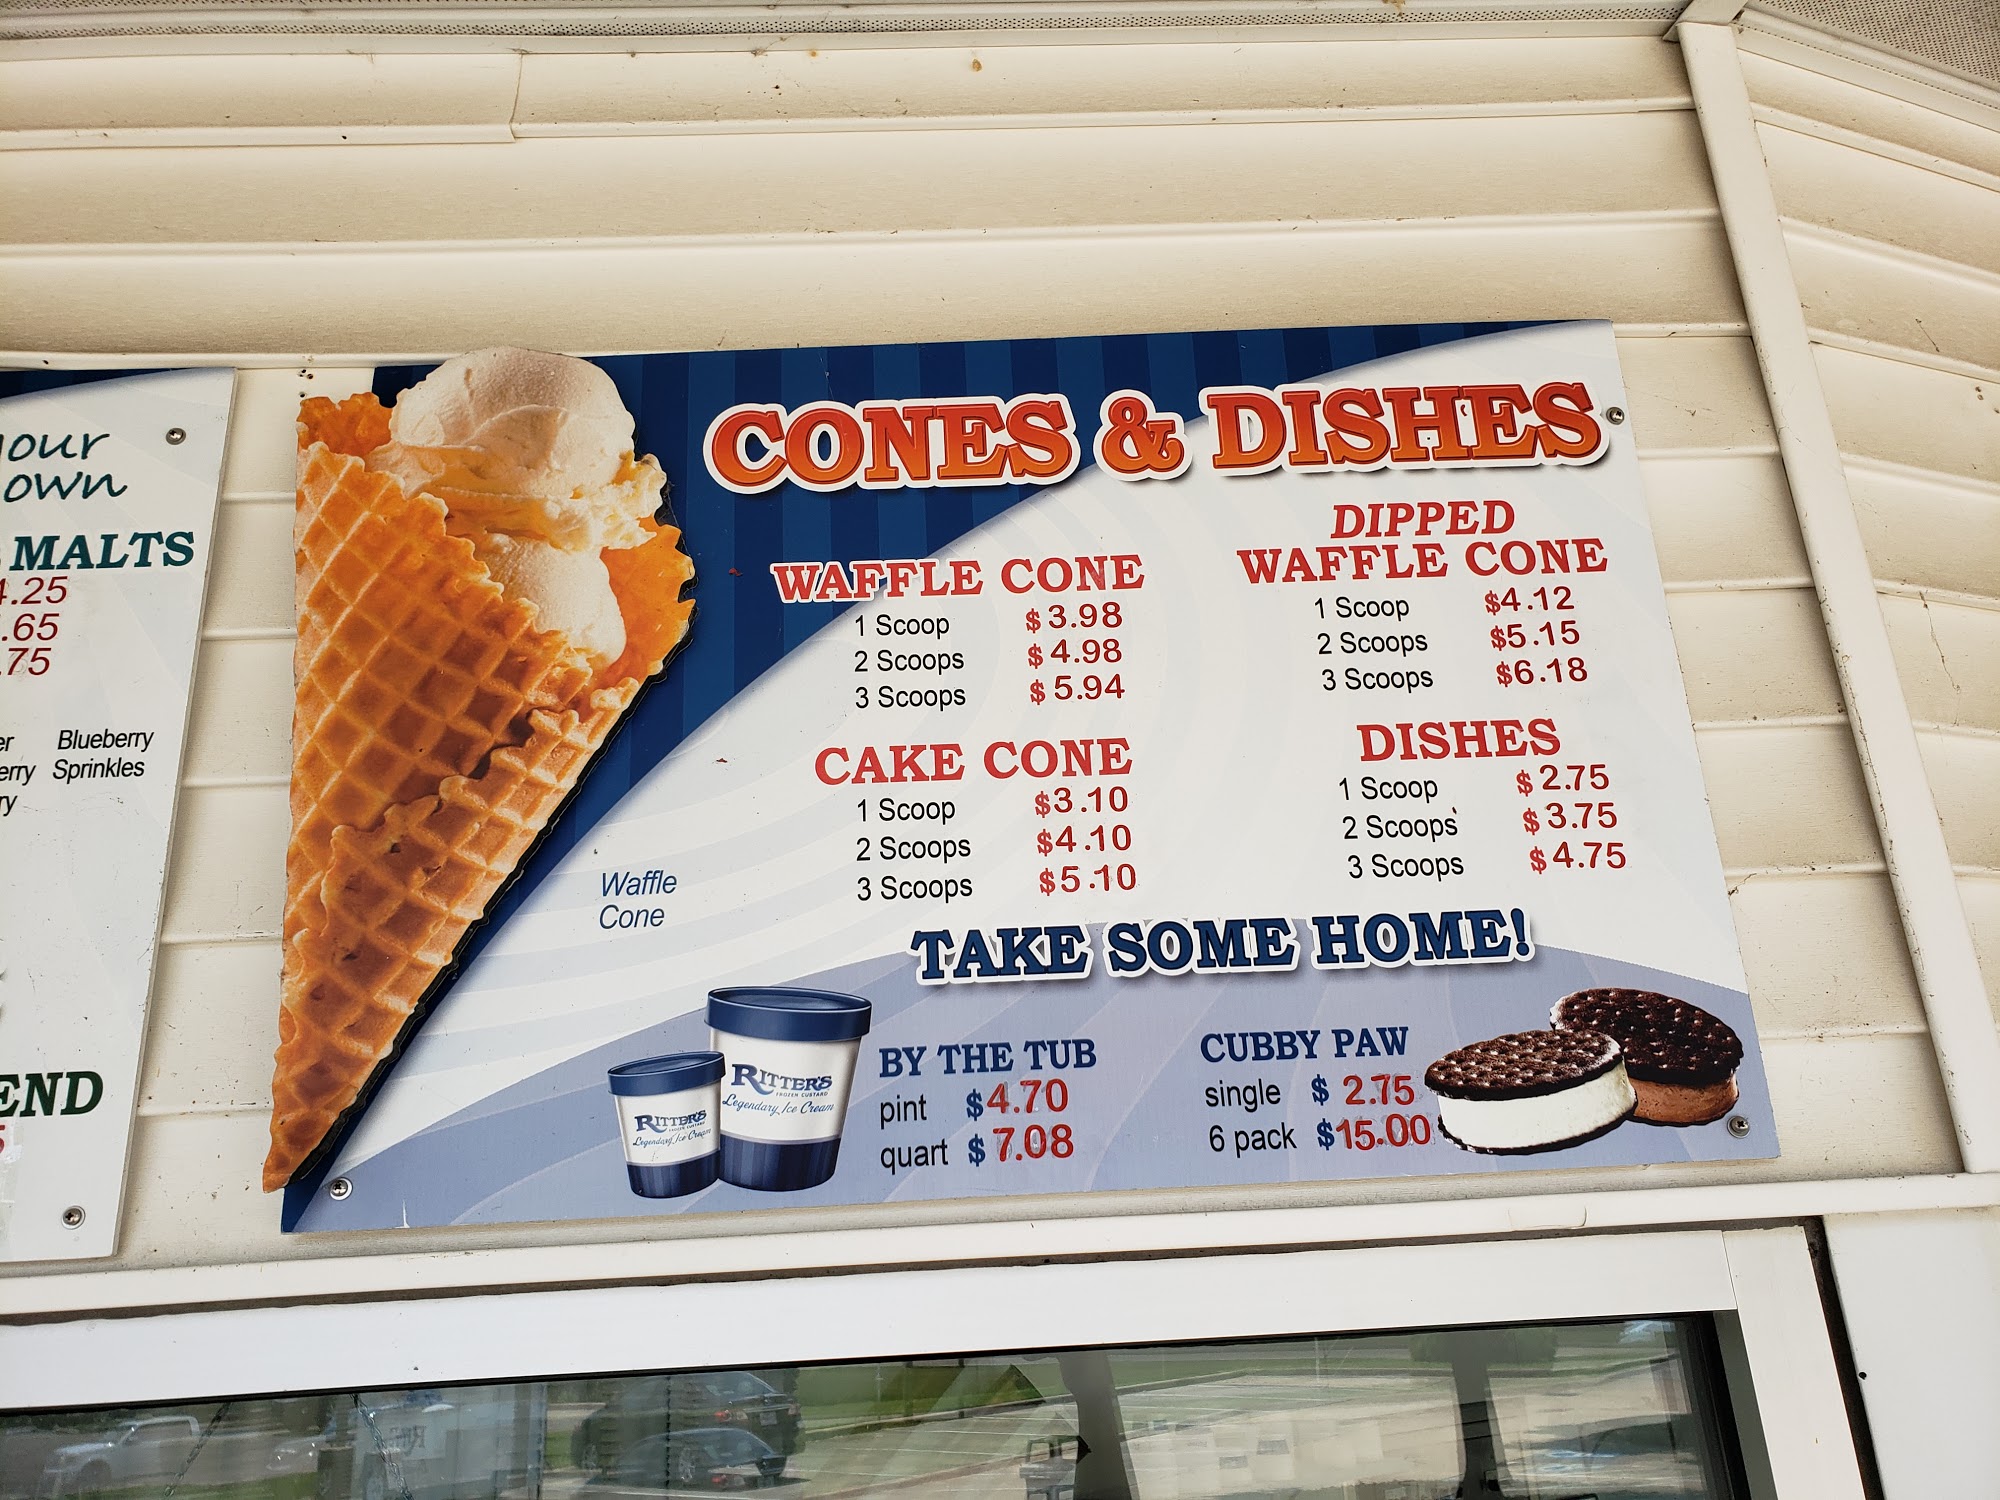 our
own
MALTS
4.25
.65
.75
Blueberry
Sprinkles
END
CONES & DISHES
WAFFLE CONE
1 Scoop $3.98
2 Scoops $4.98
3 Scoops $5.94
CAKE CONE
1 Scoop $3.10
2 Scoops $4.10
3 Scoops $5.10
DIPPED
WAFFLE CONE
1 Scoop $4.12
2 Scoops $5.15
3 Scoops $6.18
DISHES
1 Scoop $2.75
2 Scoops $3.75
3 Scoops $4.75
Waffle
Cone
TAKE SOME HOME!
RITTER'S
FROZEN CUSTARD
Legendary Ice Cream
RITTER'S
FROZEN CUSTARD
Legendary Ice Cream
BY THE TUB
pint $4.70
quart $7.08
CUBBY PAW
single $2.75
6 pack $15.00